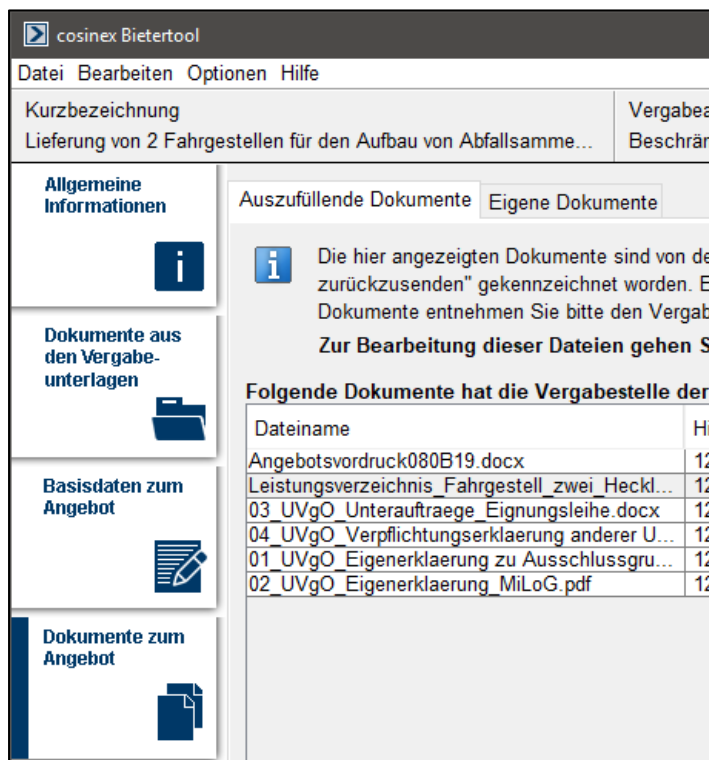 cosinex Bietertool
Datei Bearbeiten Optionen Hilfe
Kurzbezeichnung
Lieferung von 2 Fahrgestellen für den Aufbau von Abfallsamme...
Vergabea
Beschrän
Allgemeine
Informationen
Dokumente aus
den Vergabe-
unterlagen
Basisdaten zum
Angebot
Dokumente zum
Angebot
Auszufüllende Dokumente
Eigene Dokumente
Die hier angezeigten Dokumente sind von de
zurückzusenden" gekennzeichnet worden. E
Dokumente entnehmen Sie bitte den Vergab
Zur Bearbeitung dieser Dateien gehen S
Folgende Dokumente hat die Vergabestelle der
Dateiname Hi
Angebotsvordruck080B19.docx 12
Leistungsverzeichnis_Fahrgestell_zwei_Heckl... 12
03_UVgO_Unterauftraege_Eignungsleihe.docx 12
04_UVgO_Verpflichtungserklaerung anderer U... 12
01_UVgO_Eigenerklaerung zu Ausschlussgru... 12
02_UVgO_Eigenerklaerung_MiLoG.pdf 12